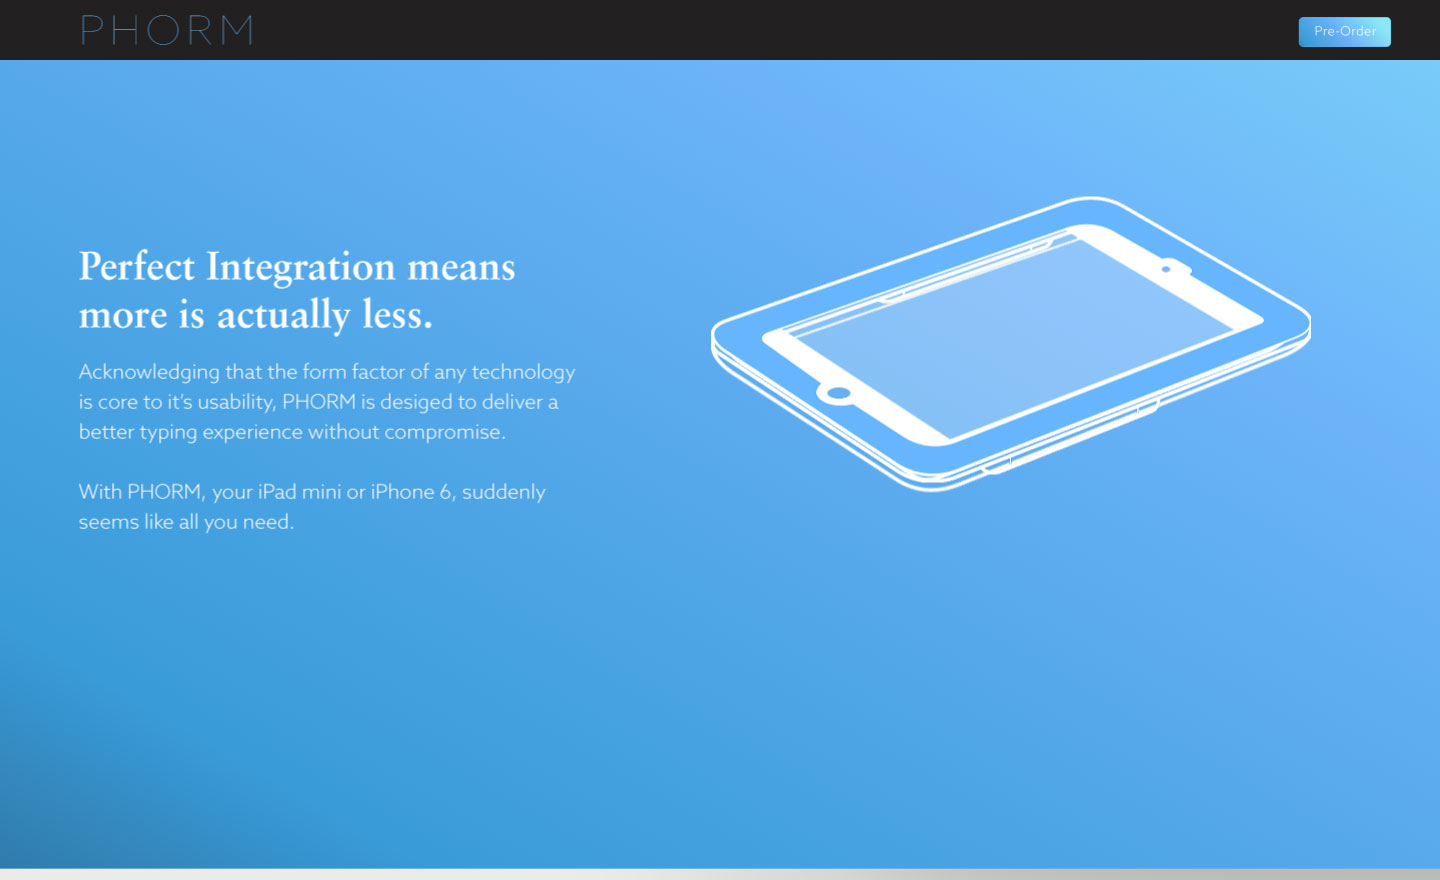 PHORM
Pre-Order
Perfect Integration means
more is actually less.
Acknowledging that the form factor of any technology
is core to it’s usability, PHORM is desiged to deliver a
better typing experience without compromise.
With PHORM, your iPad mini or iPhone 6, suddenly
seems like all you need.